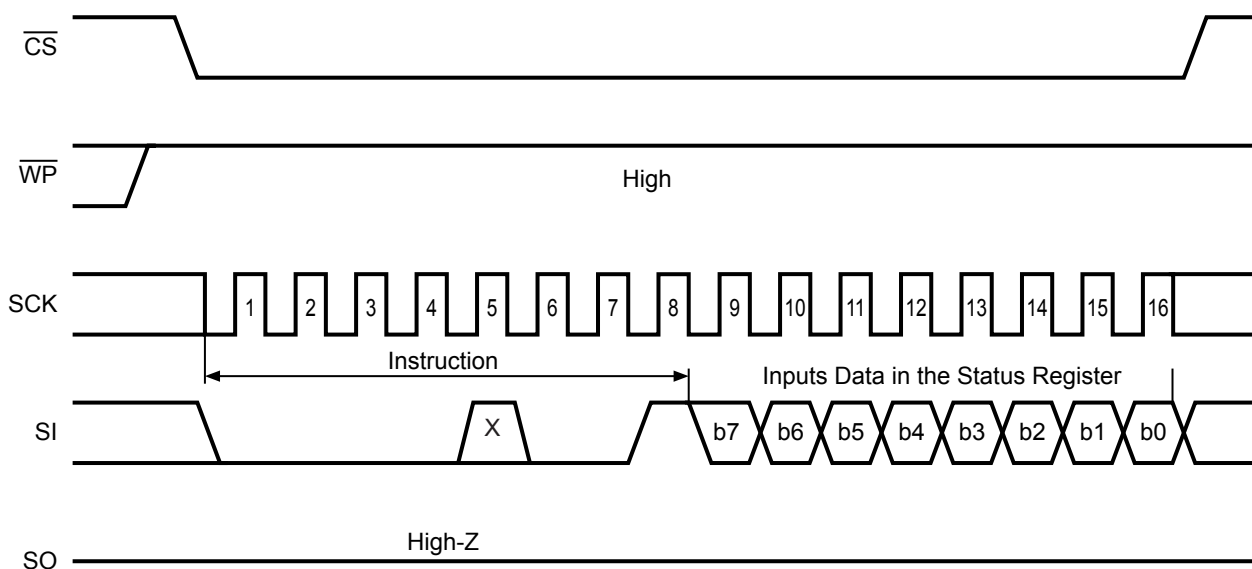 CS
WP
High
SCK
1 2 3 4 5 6 7 8 9 10 11 12 13 14 15 16
Instruction
Inputs Data in the Status Register
SI
X
b7 b6 b5 b4 b3 b2 b1 b0
High-Z
SO